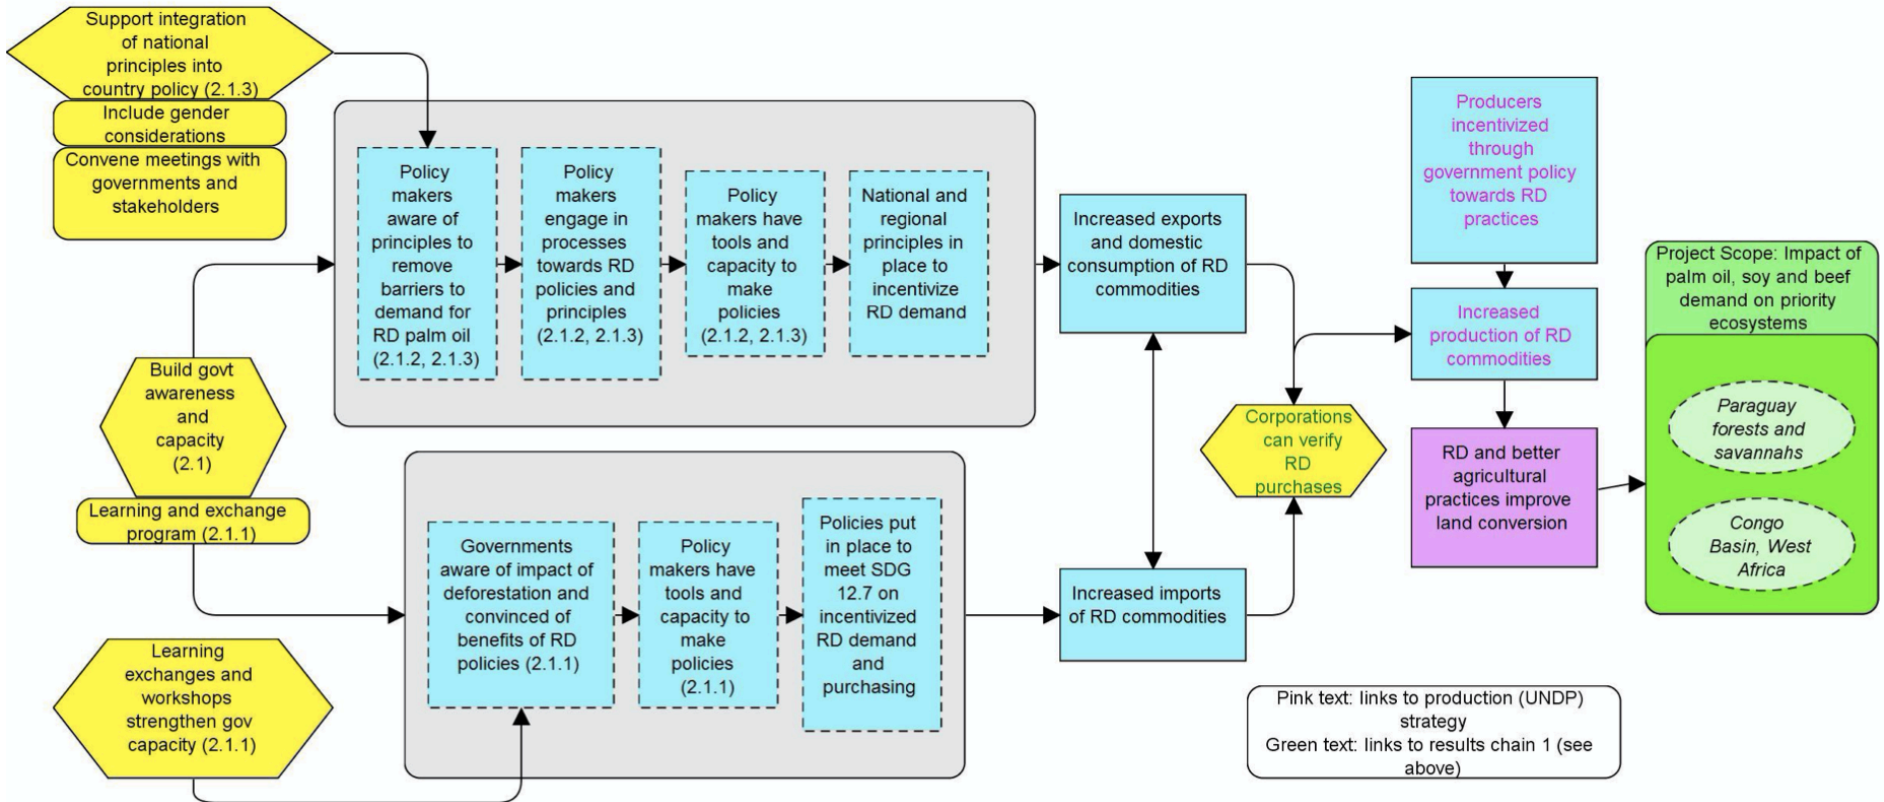 Support integration
of national
principles into
country policy (2.1.3)
Include gender
considerations
Convene meetings with
governments and
stakeholders
Build govt
awareness
and
capacity
(2.1)
Learning and exchange
program (2.1.1)
Learning
exchanges and
workshops
strengthen gov
capacity (2.1.1)
Policy
makers
aware of
principles to
remove
barriers to
demand for
RD palm oil
(2.1.2, 2.1.3)
Policy
makers
engage in
processes
towards RD
policies and
principles
(2.1.2, 2.1.3)
Policy
makers have
tools and
capacity to
make
policies
(2.1.2, 2.1.3)
National and
regional
principles in
place to
incentivize
RD demand
Governments
aware of impact of
deforestation and
convinced of
benefits of RD
policies (2.1.1)
Policy
makers have
tools and
capacity to
make
policies
(2.1.1)
Policies put
in place to
meet SDG
12.7 on
incentivized
RD demand
and
purchasing
Increased exports
and domestic
consumption of RD
commodities
Increased imports
of RD commodities
Corporations
can verify
RD
purchases
Producers
incentivized
through
government policy
towards RD
practices
Increased
production of RD
commodities
RD and better
agricultural
practices improve
land conversion
Project Scope: Impact of
palm oil, soy and beef
demand on priority
ecosystems
Paraguay
forests and
savannahs
Congo
Basin, West
Africa
Pink text: links to production (UNDP)
strategy
Green text: links to results chain 1 (see
above)